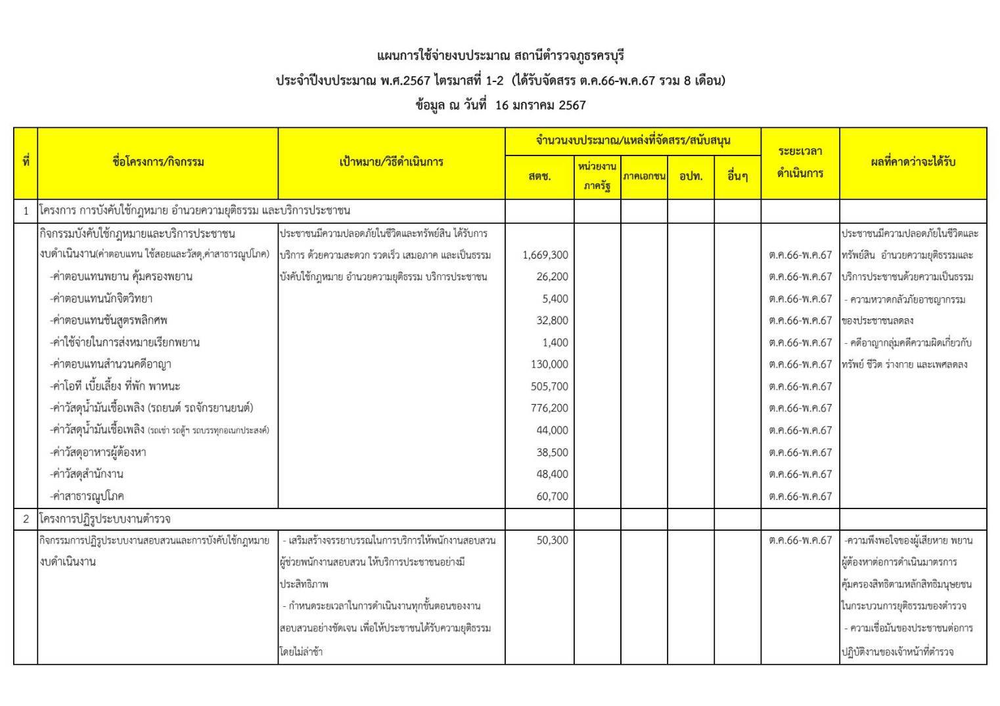 แผนการใช้จ่ายงบประมาณ สถานีตำรวจภูธรครบุรี
ประจำปีงบประมาณ พ.ศ.2567 ไตรมาสที่ 1-2 (ได้รับจัดสรร ต.ค.66-พ.ค.67 รวม 8 เดือน)
ข้อมูล ณ วันที่ 16 มกราคม 2567
ที่ ชื่อโครงการ/กิจกรรม เป้าหมาย/วิธีดำเนินการ จำนวนงบประมาณ/แหล่งที่จัดสรร/สนับสนุน ระยะเวลา ดำเนินการ ผลที่คาดว่าจะได้รับ
สตช. หน่วยงาน ภาครัฐ ภาคเอกชน อปท. อื่นๆ
1 โครงการ การบังคับใช้กฎหมาย อำนวยความยุติธรรม และบริการประชาชน
กิจกรรมบังคับใช้กฎหมายและบริการประชาชน ประชาชนมีความปลอดภัยในชีวิตและทรัพย์สิน ได้รับการ ประชาชนมีความปลอดภัยในชีวิตและ
งบดำเนินงาน(ค่าตอบแทน ใช้สอยและวัสดุ,ค่าสาธารณูปโภค) บริการ ด้วยความสะดวก รวดเร็ว เสมอภาค และเป็นธรรม 1,669,300 ต.ค.66-พ.ค.67 ทรัพย์สิน อำนวยความยุติธรรมและ
-ค่าตอบแทนพยาน คุ้มครองพยาน บังคับใช้กฎหมาย อำนวยความยุติธรรม บริการประชาชน 26,200 ต.ค.66-พ.ค.67 บริการประชาชนด้วยความเป็นธรรม
-ค่าตอบแทนนักจิตวิทยา 5,400 ต.ค.66-พ.ค.67 - ความหวาดกลัวภัยอาชญากรรม
-ค่าตอบแทนชันสูตรพลิกศพ 32,800 ต.ค.66-พ.ค.67 ของประชาชนลดลง
-ค่าใช้จ่ายในการส่งหมายเรียกพยาน 1,400 ต.ค.66-พ.ค.67 - คดีอาญากลุ่มคดีความผิดเกี่ยวกับ
-ค่าตอบแทนสำนวนคดีอาญา 130,000 ต.ค.66-พ.ค.67 ทรัพย์ ชีวิต ร่างกาย และเพศลดลง
-ค่าโอที เบี้ยเลี้ยง ที่พัก พาหนะ 505,700 ต.ค.66-พ.ค.67
-ค่าวัสดุน้ำมันเชื้อเพลิง (รถยนต์ รถจักรยานยนต์) 776,200 ต.ค.66-พ.ค.67
-ค่าวัสดุน้ำมันเชื้อเพลิง (รถเช่า รถตู้ฯ รถบรรทุกอเนกประสงค์) 44,000 ต.ค.66-พ.ค.67
-ค่าวัสดุอาหารผู้ต้องหา 38,500 ต.ค.66-พ.ค.67
-ค่าวัสดุสำนักงาน 48,400 ต.ค.66-พ.ค.67
-ค่าสาธารณูปโภค 60,700 ต.ค.66-พ.ค.67
2 โครงการปฏิรูประบบงานตำรวจ
กิจกรรมการปฏิรูประบบงานสอบสวนและการบังคับใช้กฎหมาย - เสริมสร้างจรรยาบรรณในการบริการให้พนักงานสอบสวน 50,300 ต.ค.66-พ.ค.67 -ความพึงพอใจของผู้เสียหาย พยาน
งบดำเนินงาน ผู้ช่วยพนักงานสอบสวน ให้บริการประชาชนอย่างมี ผู้ต้องหาต่อการดำเนินมาตรการ
ประสิทธิภาพ คุ้มครองสิทธิตามหลักสิทธิมนุษยชน
- กำหนดระยเวลาในการดำเนินงานทุกขั้นตอนของงาน ในกระบวนการยุติธรรมของตำรวจ
สอบสวนอย่างชัดเจน เพื่อให้ประชาชนได้รับความยุติธรรม - ความเชื่อมันของประชาชนต่อการ
โดยไม่ล่าช้า ปฏิบัติงานของเจ้าหน้าที่ตำรวจ